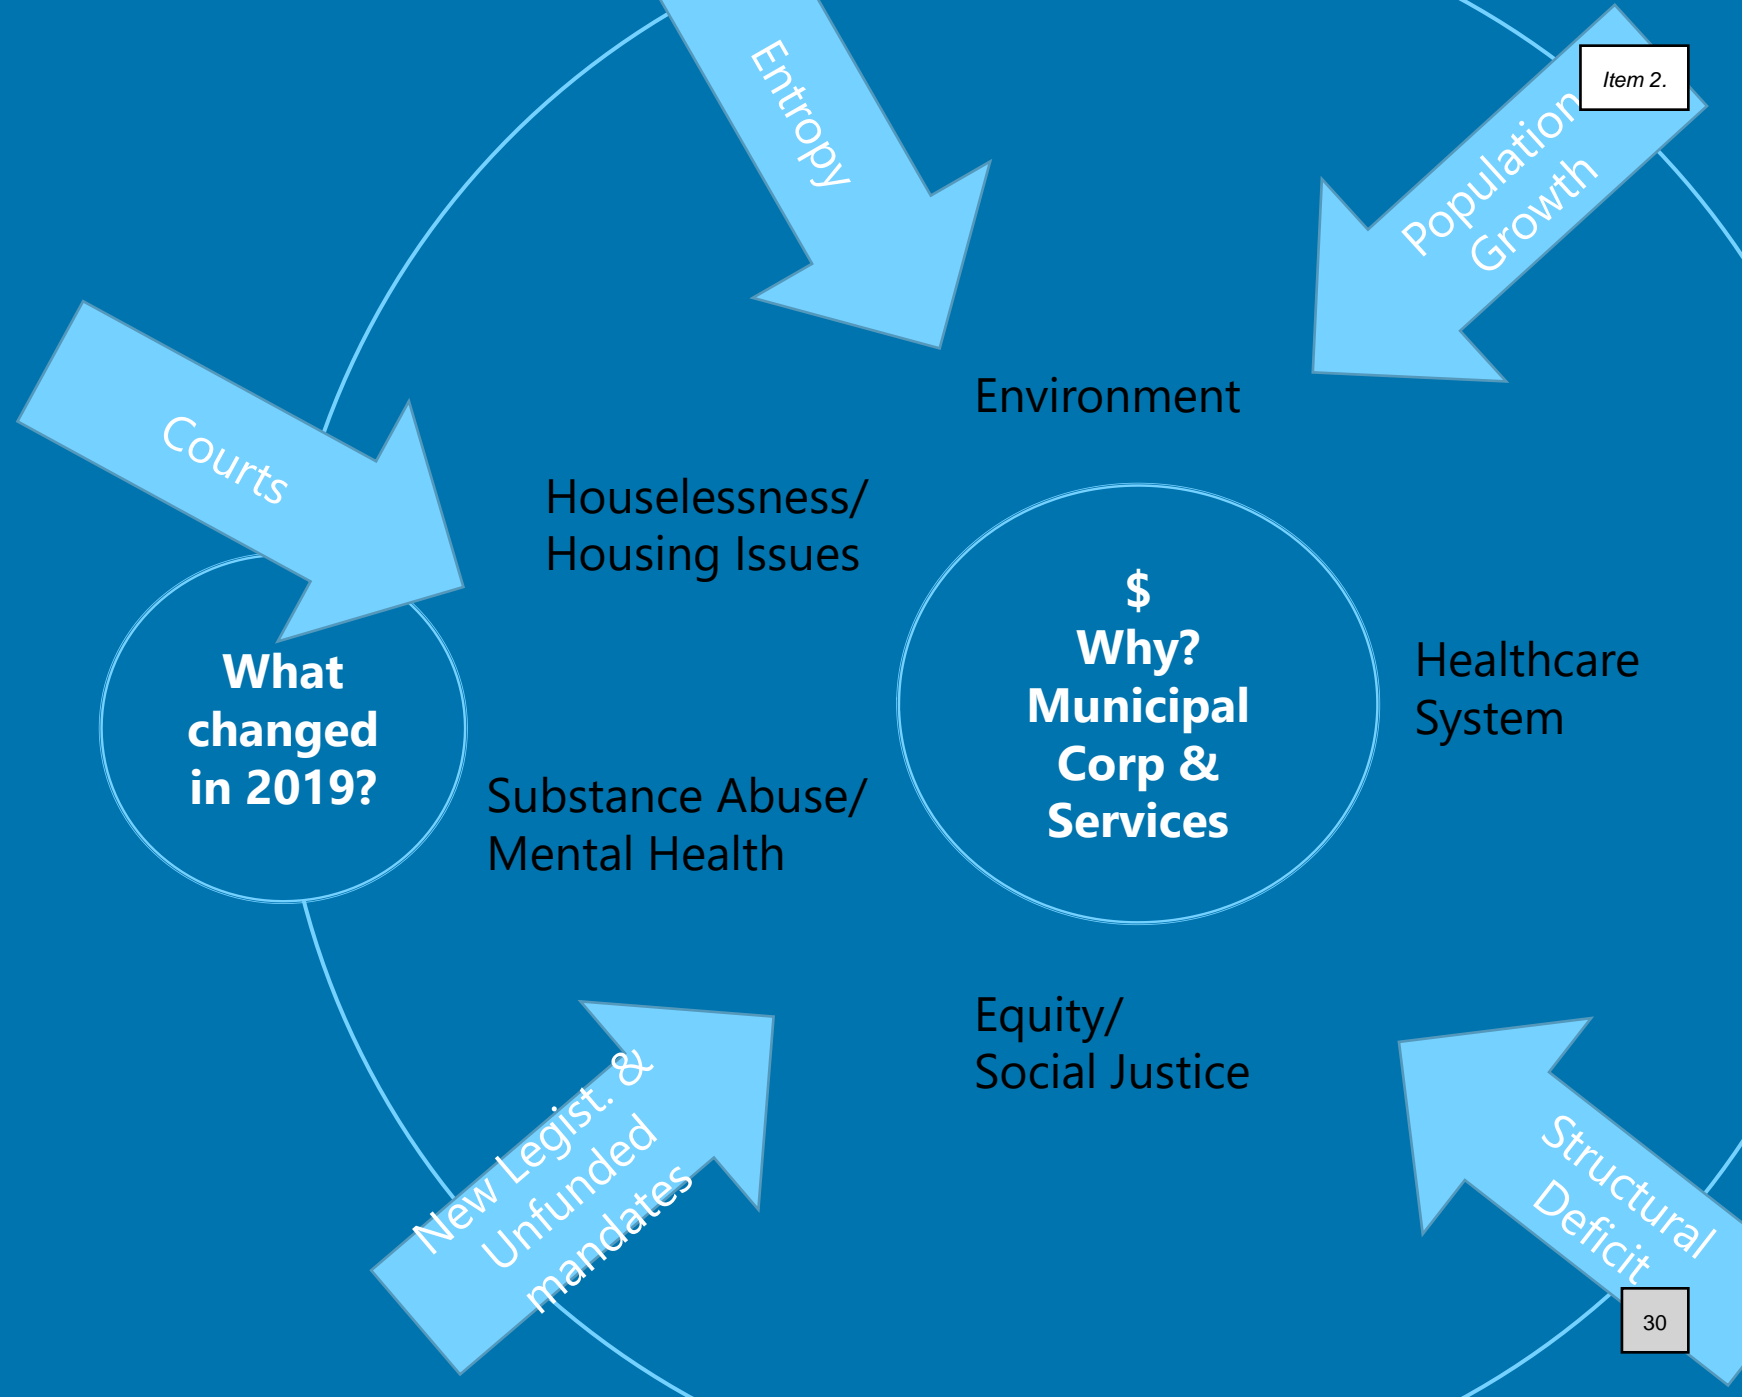 Entropy
Item 2.
Population
Growth
Courts
Environment
Houselessness/
Housing Issues
$
Why?
Municipal
Corp &
Services
Healthcare
System
What
changed
in 2019?
Substance Abuse/
Mental Health
Equity/
Social Justice
New Legist. &
Unfunded
mandates
Structural
Deficit
30